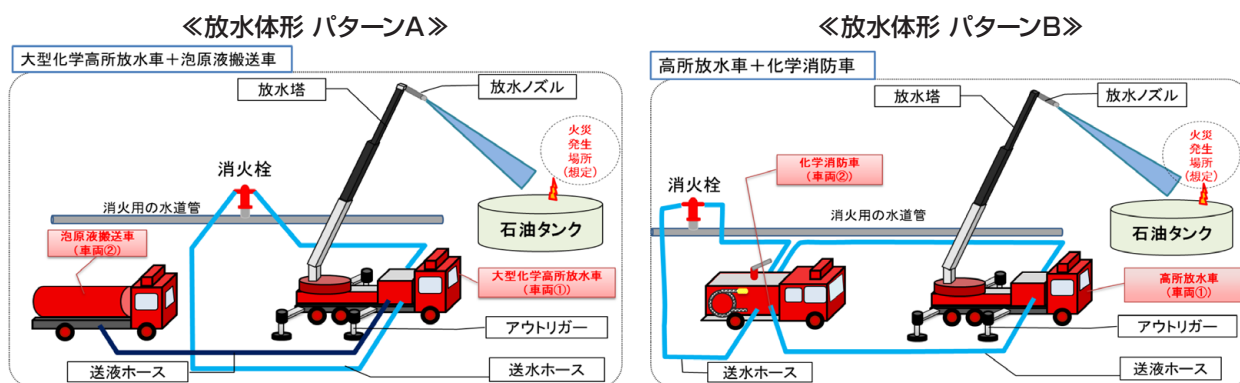 ≪放水体形 パターンA≫
大型化学高所放水車＋泡原液搬送車
放水塔
放水ノズル
火災
発生
場所
(想定)
消火栓
消火用の水道管
石油タンク
泡原液搬送車
(車両②)
大型化学高所放水車
(車両①)
アウトリガー
送液ホース
送水ホース
≪放水体形 パターンB≫
高所放水車＋化学消防車
放水塔
放水ノズル
火災
発生
場所
(想定)
化学消防車
(車両②)
消火栓
消火用の水道管
石油タンク
高所放水車
(車両①)
アウトリガー
送水ホース
送液ホース